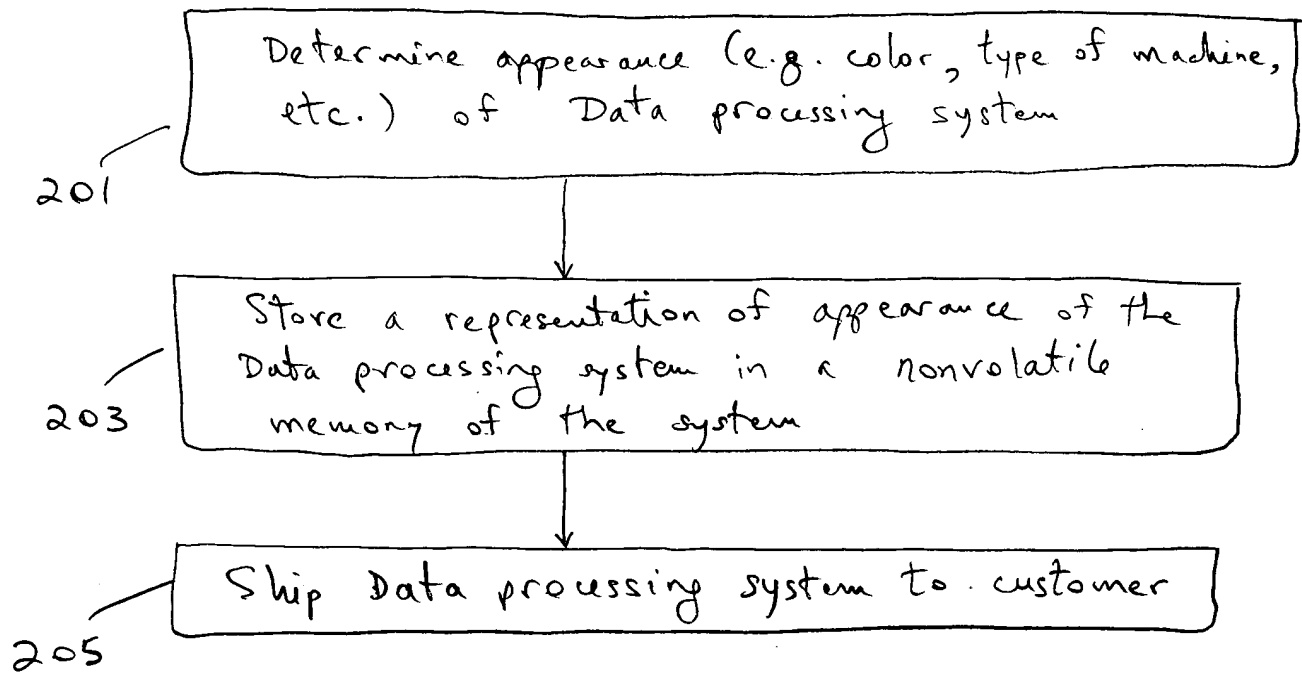 Determine appearance (e.g. color, type of machine,
etc.) of Data processing system
201
Store a representation of appearance of the
Data processing system in a nonvolatile
memory of the system
203
Ship Data processing system to customer
205